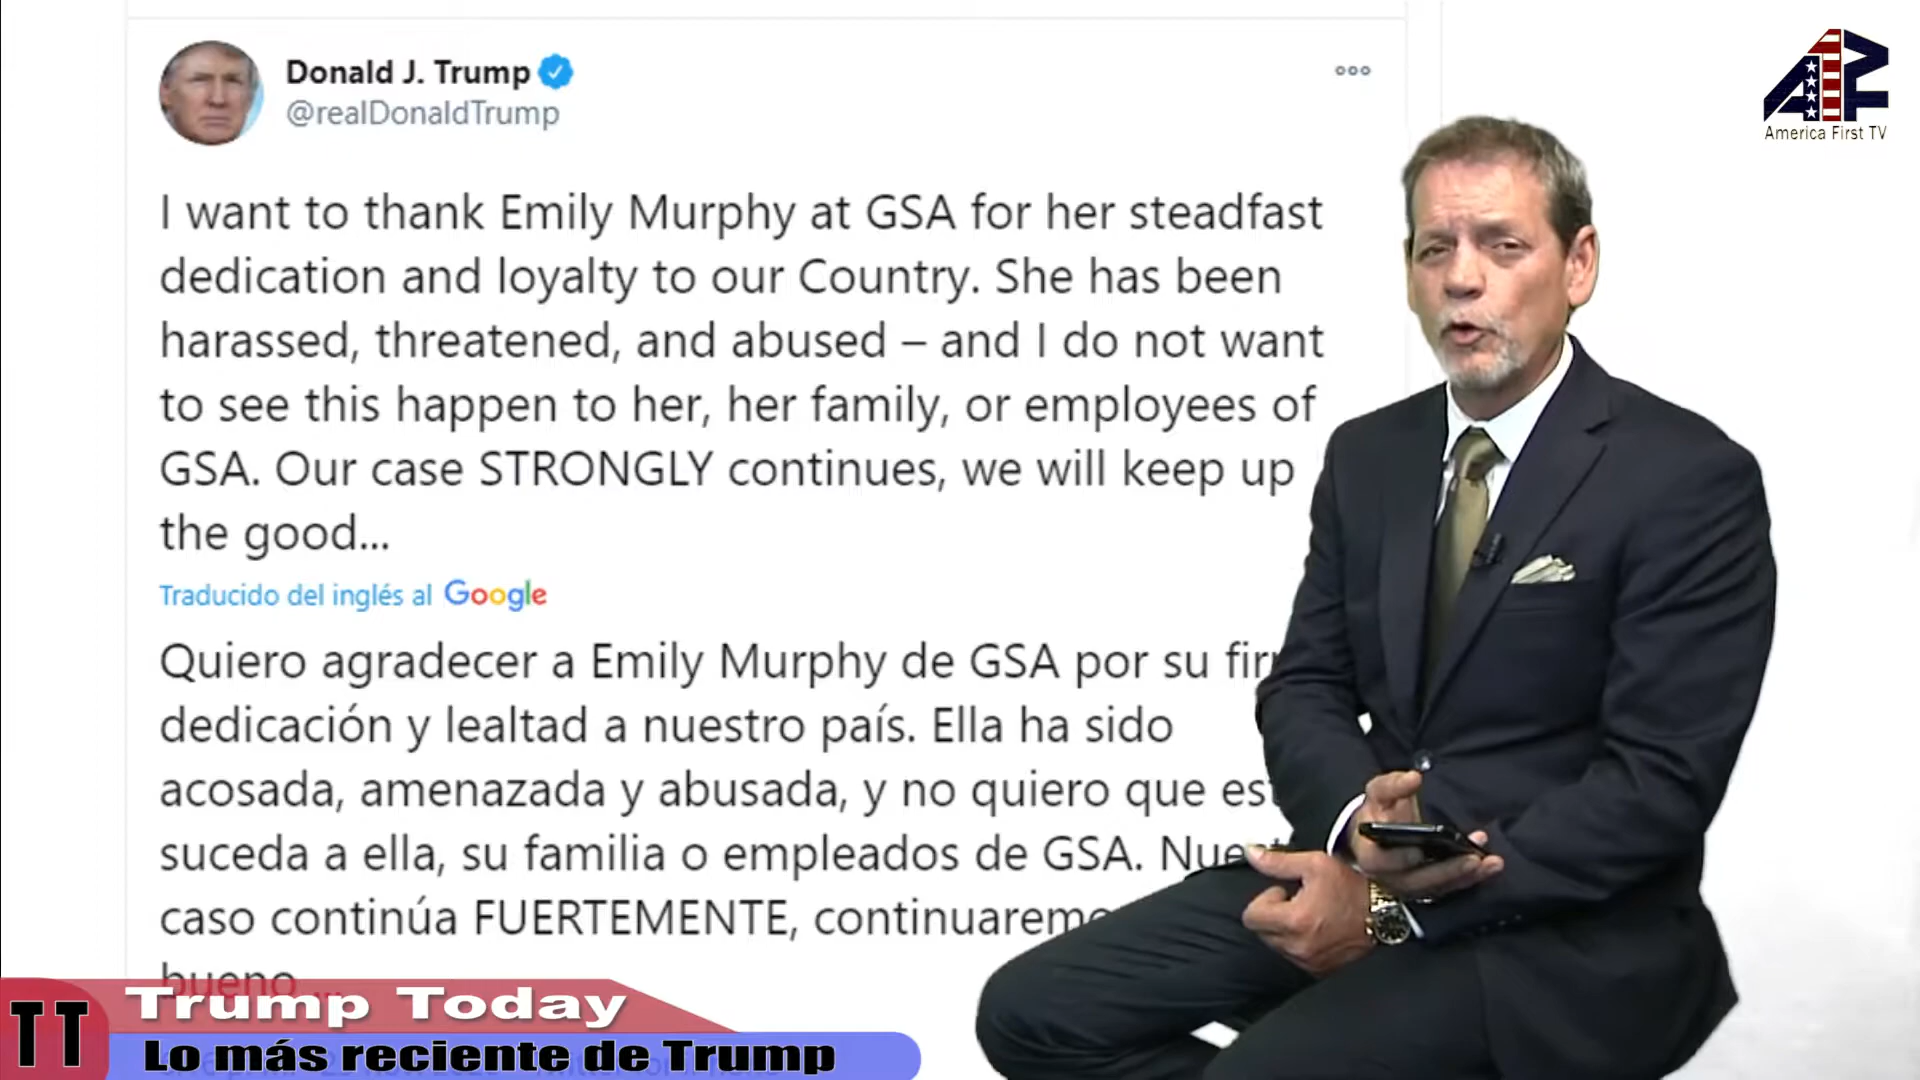 Donald J. Trump
@realDonaldTrump
America First TV
I want to thank Emily Murphy at GSA for her steadfast
dedication and loyalty to our Country. She has been
harassed, threatened, and abused – and I do not want
to see this happen to her, her family, or employees of
GSA. Our case STRONGLY continues, we will keep up
the good...
Traducido del inglés al Google
Quiero agradecer a Emily Murphy de GSA por su
dedicación y lealtad a nuestro país. Ella ha sido
acosada, amenazada y abusada, y no quiero que
suceda a ella, su familia o empleados de GSA.
caso continúa FUERTEMENTE,
bueno ...
TT
Trump Today
Lo más reciente de Trump